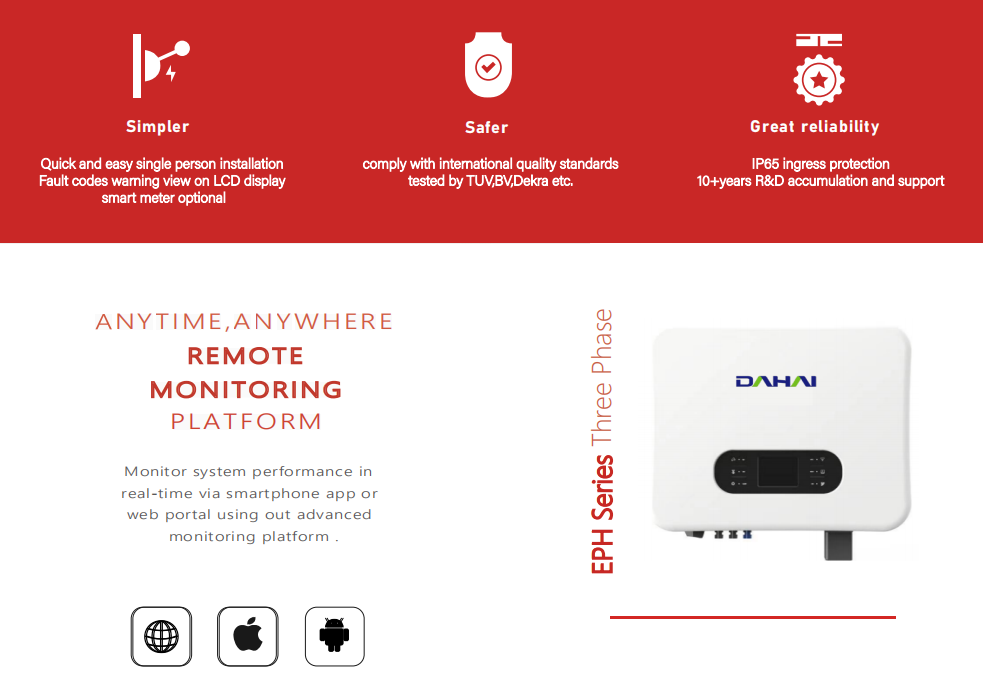 Simpler
Quick and easy single person installation
Fault codes warning view on LCD display
smart meter optional
Safer
comply with international quality standards
tested by TUV,BV,Dekra etc.
Great reliability
IP65 ingress protection
10+years R&D accumulation and support
ANYTIME,ANYWHERE
REMOTE
MONITORING
PLATFORM
Monitor system performance in
real-time via smartphone app or
web portal using out advanced
monitoring platform .
EPH Series Three Phase
DAHAI